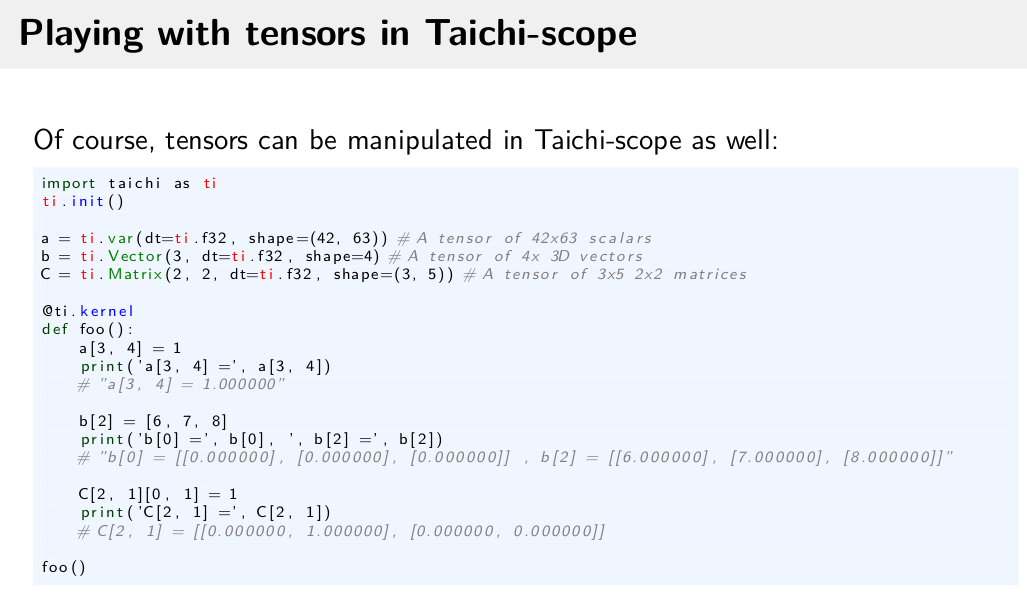 Playing with tensors in Taichi-scope
Of course, tensors can be manipulated in Taichi-scope as well:
import taichi as ti
ti.init()
a = ti.var(dt=ti.f32, shape=(42, 63)) # A tensor of 42x63 scalars
b = ti.Vector(3, dt=ti.f32, shape=4) # A tensor of 4x 3D vectors
C = ti.Matrix(2, 2, dt=ti.f32, shape=(3, 5)) # A tensor of 3x5 2x2 matrices
@ti.kernel
def foo():
    a[3, 4] = 1
    print('a[3, 4] =', a[3, 4])
    # "a[3, 4] = 1.000000"
    b[2] = [6, 7, 8]
    print('b[0] =', b[0], ', b[2] =', b[2])
    # "b[0] = [[0.000000], [0.000000], [0.000000]] , b[2] = [[6.000000], [7.000000], [8.000000]]"
    C[2, 1][0, 1] = 1
    print('C[2, 1] =', C[2, 1])
    # C[2, 1] = [[0.000000, 1.000000], [0.000000, 0.000000]]
foo()